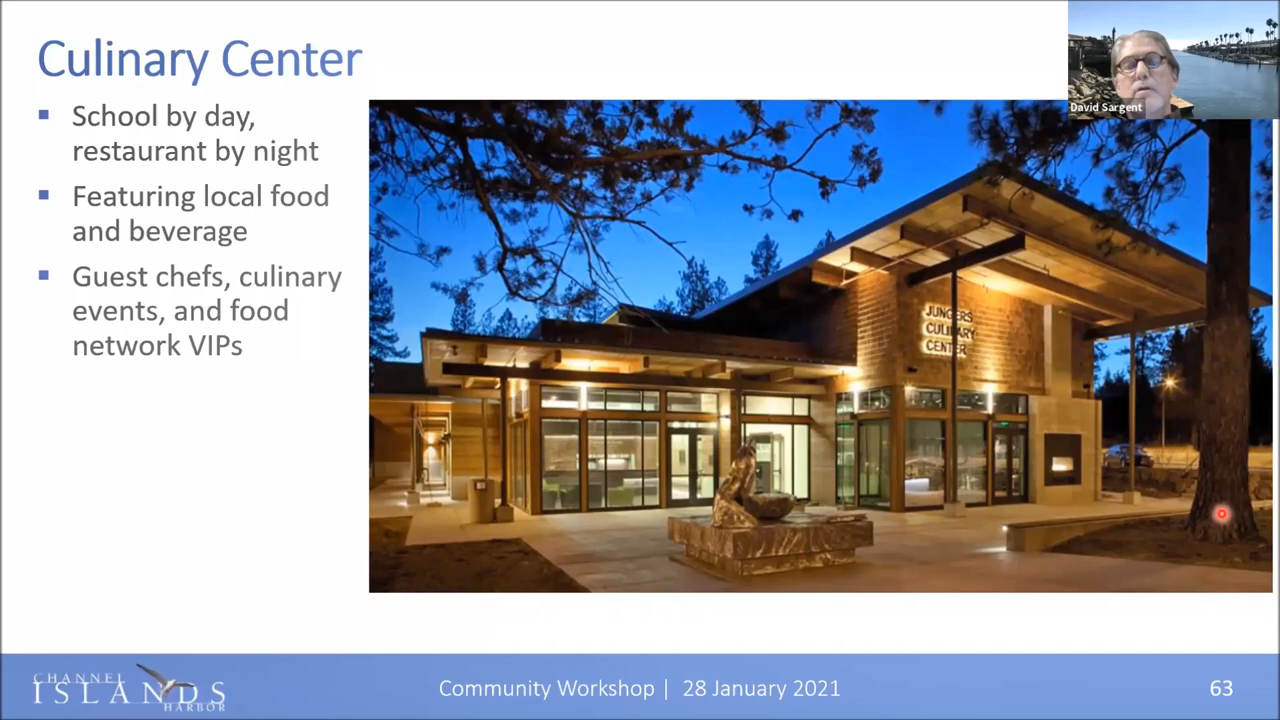 Culinary Center
▪ School by day,
restaurant by night
▪ Featuring local food
and beverage
▪ Guest chefs, culinary
events, and food
network VIPs
David Sargent
JUNGERS
CULINARY
CENTER
CHANNEL
ISLANDS
HARBOR
Community Workshop | 28 January 2021
63